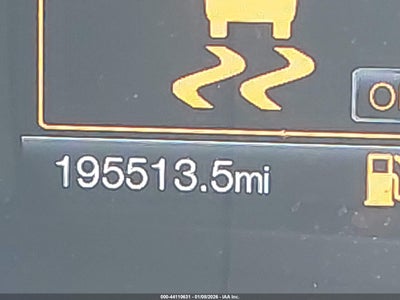 195513.5mi
000-44110631 - 01/09/2026 - IAA Inc.